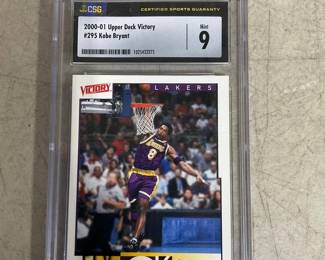 CSG
CERTIFIED SPORTS GUARANTY
2000-01 Upper Deck Victory
#295 Kobe Bryant
Mint
9
VICTORY
LAKERS
8